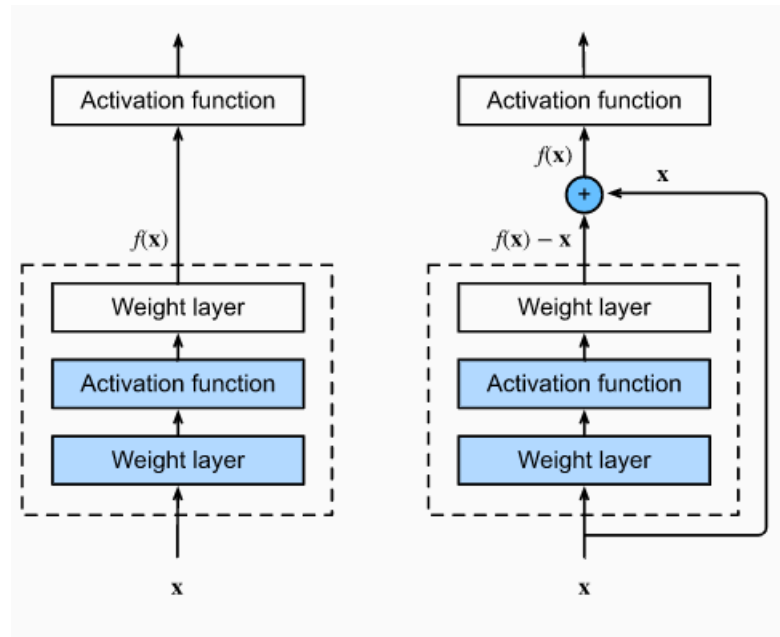 Activation function
f(x)
Weight layer
Activation function
Weight layer
x
Activation function
f(x)
x
+
f(x) − x
Weight layer
Activation function
Weight layer
x